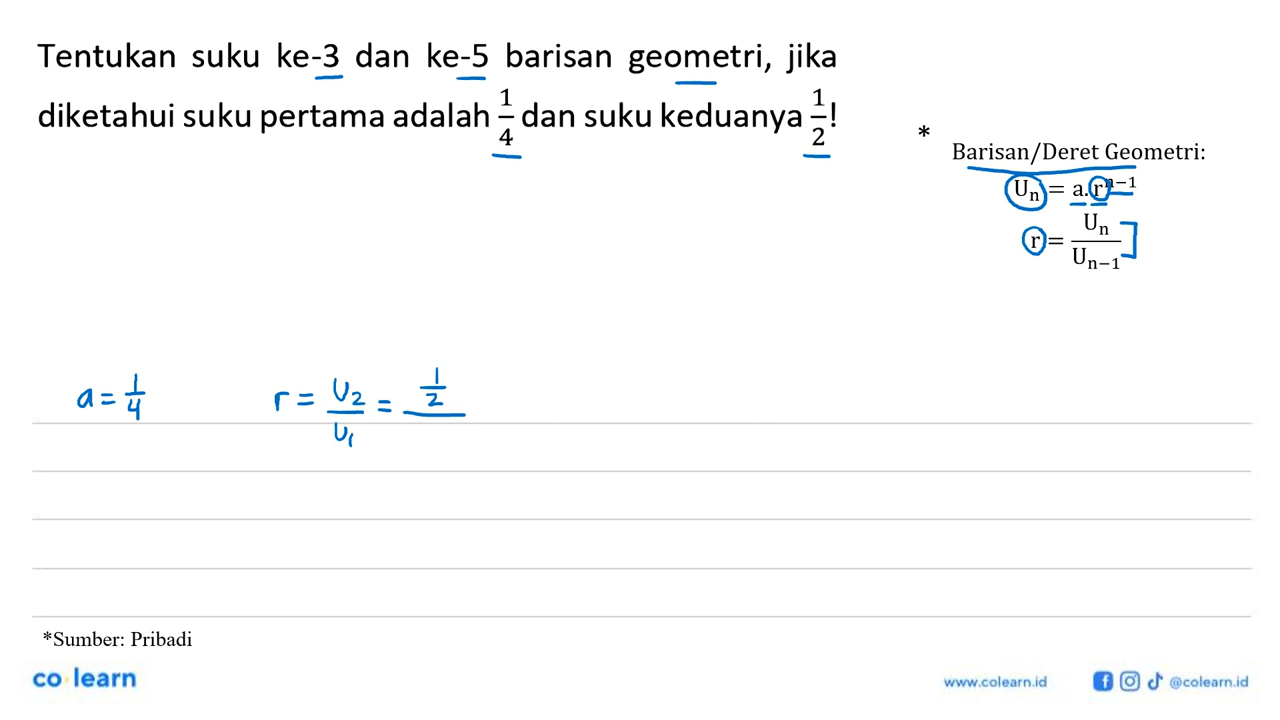 Tentukan suku ke-3 dan ke-5 barisan geometri, jika
diketahui suku pertama adalah 1/4 dan suku keduanya 1/2!
*
Barisan/Deret Geometri:
Uₙ = a.rⁿ⁻¹
r = Uₙ/Uₙ₋₁
a = 1/4
r = U₂/U₁ = 1/2
*Sumber: Pribadi
co learn
www.colearn.id
@colearn.id